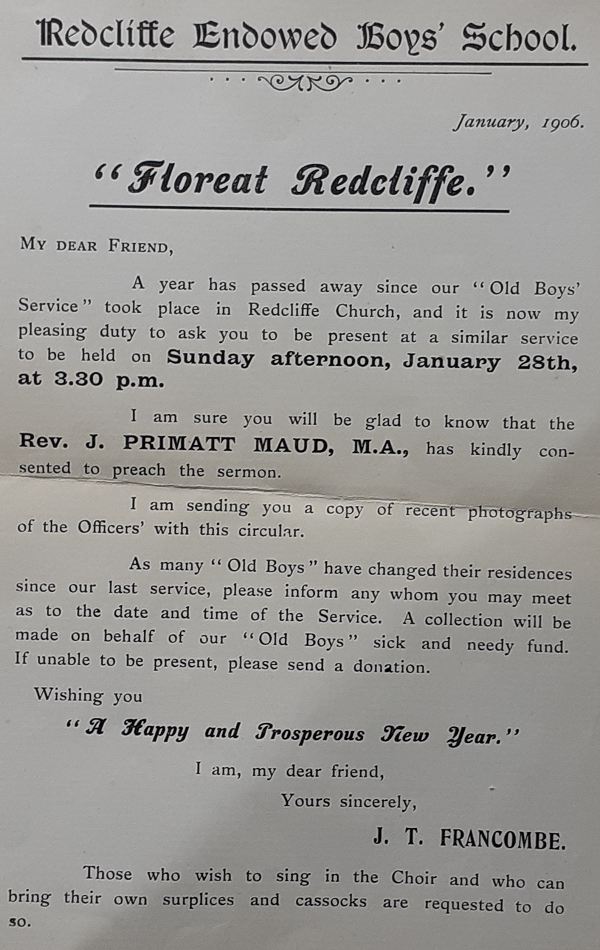 Redcliffe Endowed Boys' School.
January, 1906.
"Floreat Redcliffe."
MY DEAR FRIEND,
A year has passed away since our "Old Boys'
Service" took place in Redcliffe Church, and it is now my
pleasing duty to ask you to be present at a similar service
to be held on Sunday afternoon, January 28th,
at 3.30 p.m.
I am sure you will be glad to know that the
Rev. J. PRIMATT MAUD, M.A., has kindly con-
sented to preach the sermon.
I am sending you a copy of recent photographs
of the Officers' with this circular.
As many "Old Boys" have changed their residences
since our last service, please inform any whom you may meet
as to the date and time of the Service. A collection will be
made on behalf of our "Old Boys" sick and needy fund.
If unable to be present, please send a donation.
Wishing you
"A Happy and Prosperous New Year."
I am, my dear friend,
Yours sincerely,
J. T. FRANCOMBE.
Those who wish to sing in the Choir and who can
bring their own surplices and cassocks are requested to do
so.